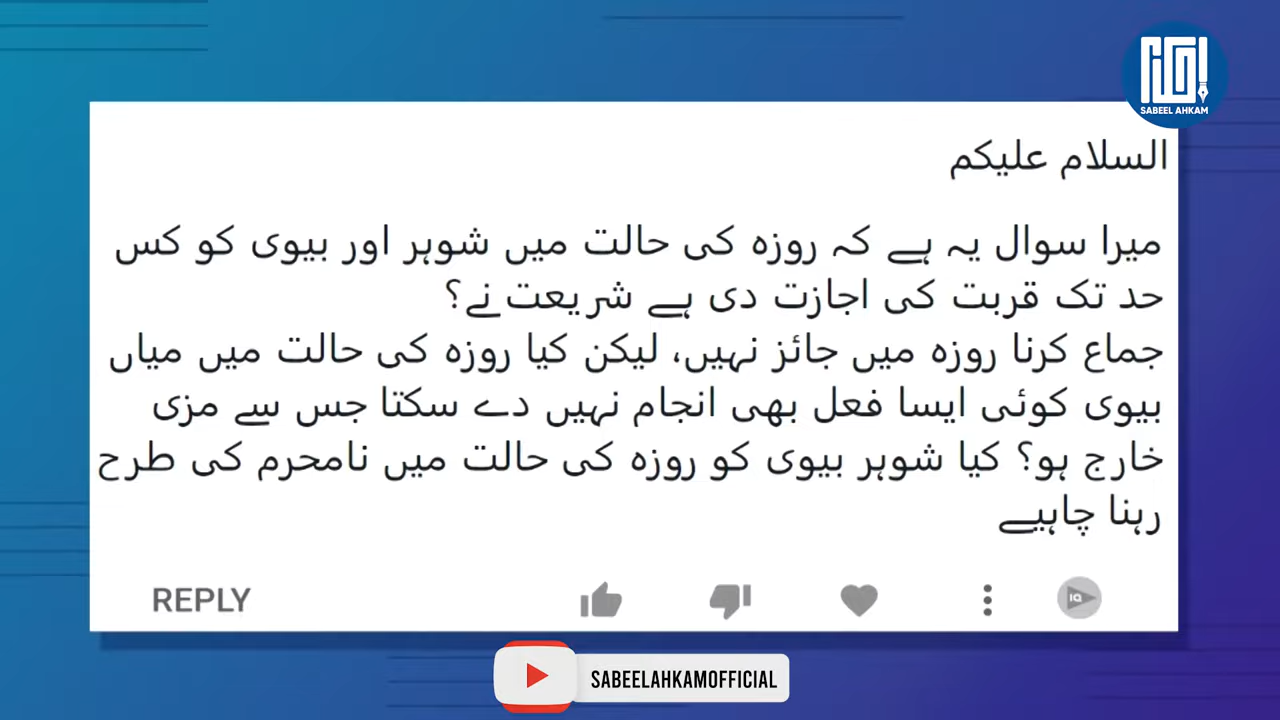 SABEEL AHKAM
السلام علیکم
میرا سوال یہ ہے کہ روزہ کی حالت میں شوہر اور بیوی کو کس
حد تک قربت کی اجازت دی ہے شریعت نے؟
جماع کرنا روزہ میں جائز نہیں، لیکن کیا روزہ کی حالت میں میاں
بیوی کوئی ایسا فعل بھی انجام نہیں دے سکتا جس سے مزی
خارج ہو؟ کیا شوہر بیوی کو روزہ کی حالت میں نامحرم کی طرح
رہنا چاہیے
REPLY
SABEELAHKAMOFFICIAL